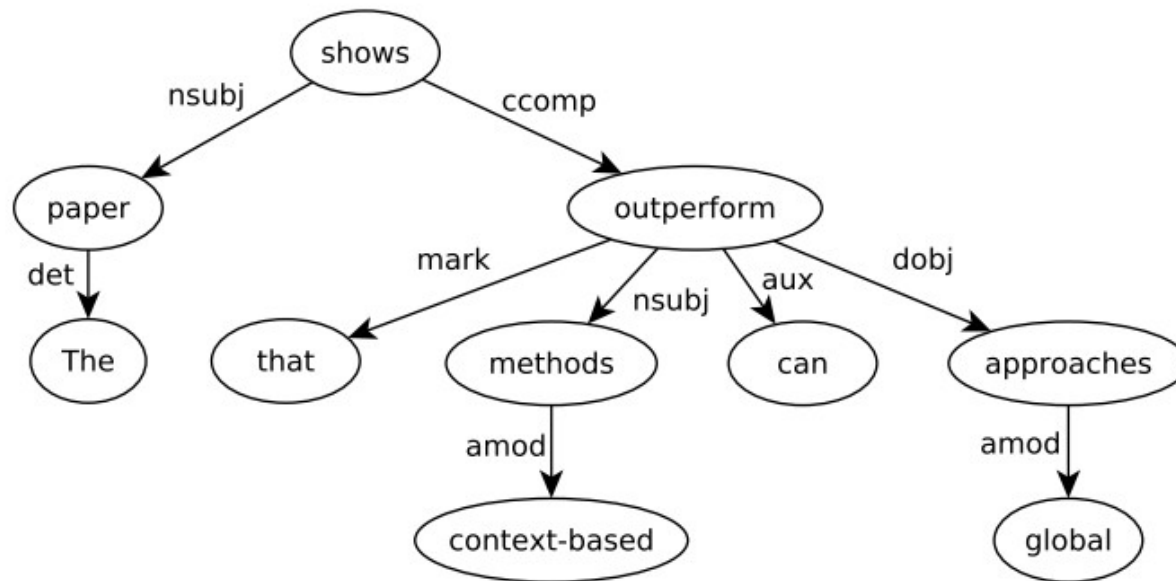 shows
nsubj
ccomp
paper
outperform
det
mark
nsubj
aux
dobj
The
that
methods
can
approaches
amod
amod
context-based
global